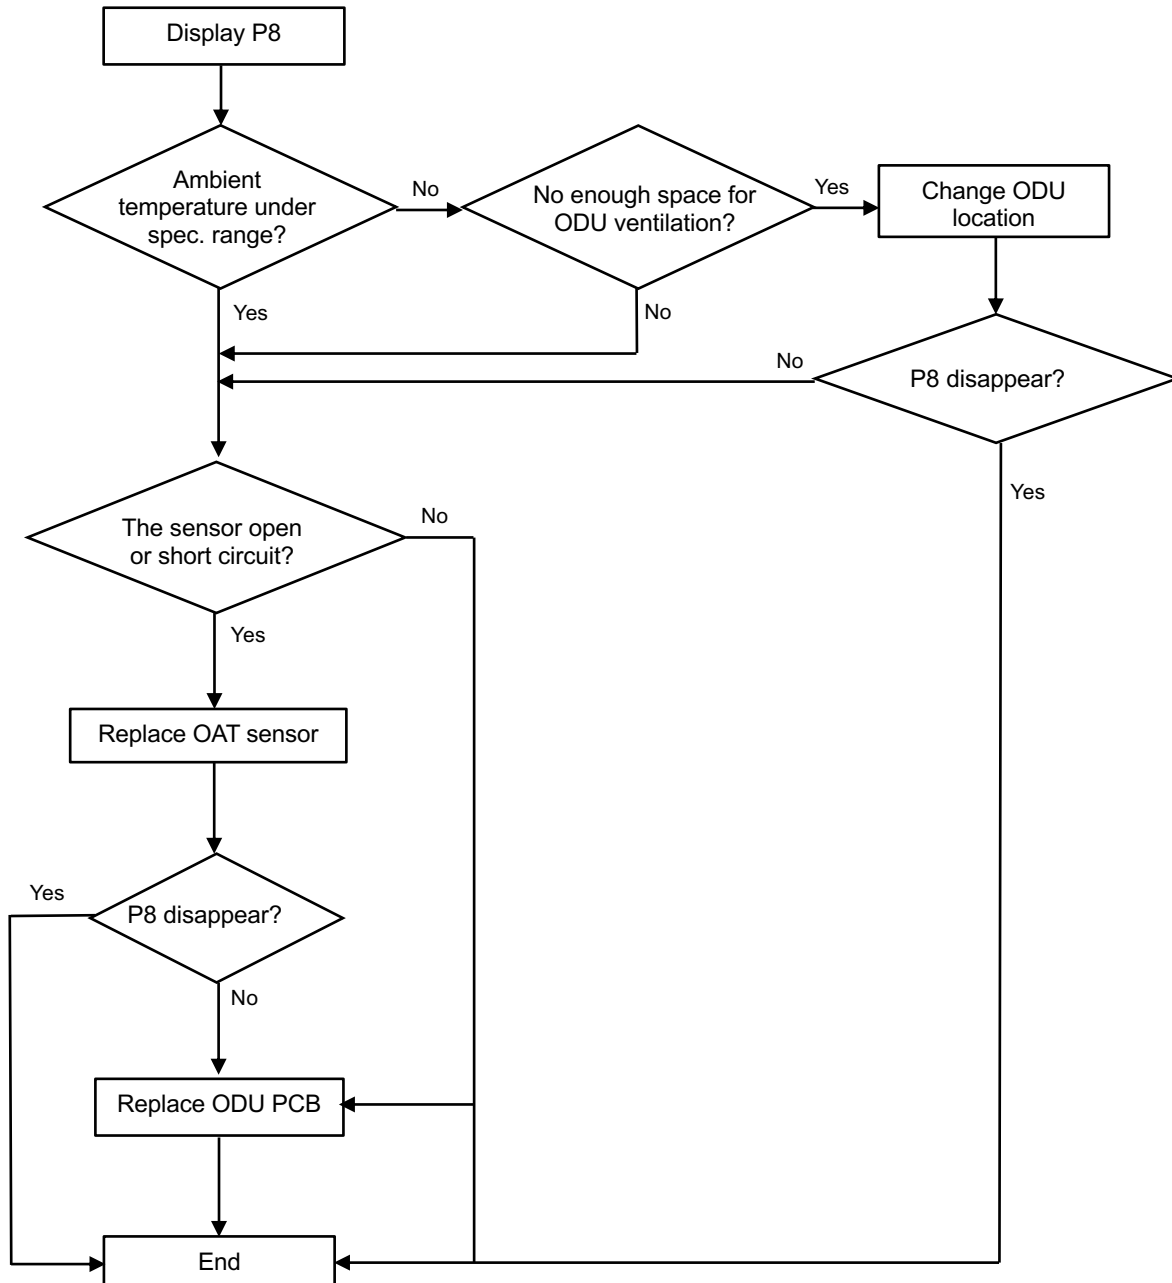 Display P8
Ambient
temperature under
spec. range?
No
No enough space for
ODU ventilation?
Yes
Change ODU
location
Yes
No
No
P8 disappear?
Yes
The sensor open
or short circuit?
No
Yes
Replace OAT sensor
Yes
P8 disappear?
No
Replace ODU PCB
End